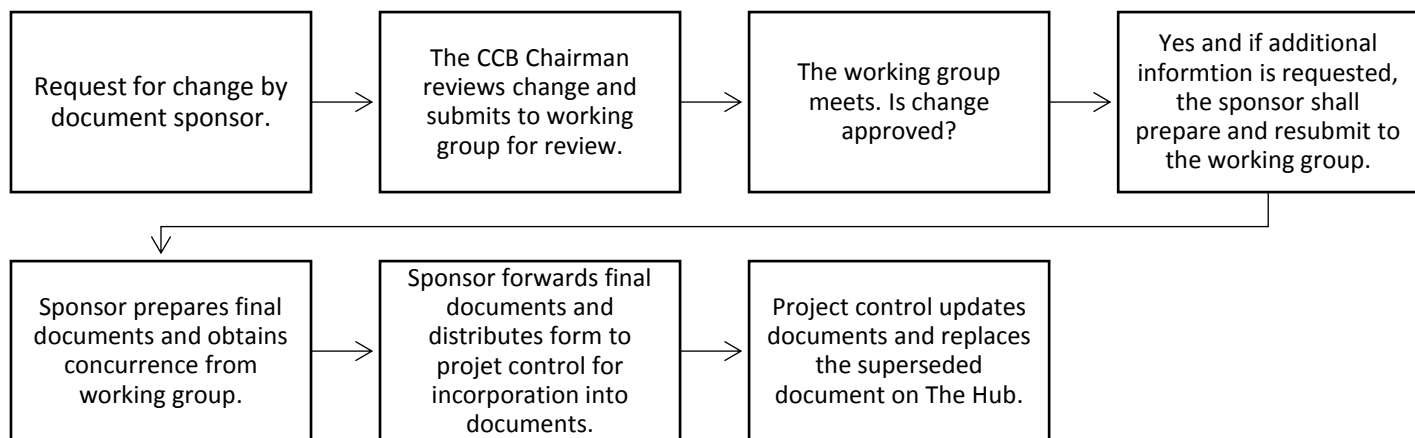 Request for change by
document sponsor.
The CCB Chairman
reviews change and
submits to working
group for review.
The working group
meets. Is change
approved?
Yes and if additional
informtion is requested,
the sponsor shall
prepare and resubmit to
the working group.
Sponsor prepares final
documents and obtains
concurrence from
working group.
Sponsor forwards final
documents and
distributes form to
projet control for
incorporation into
documents.
Project control updates
documents and replaces
the superseded
document on The Hub.